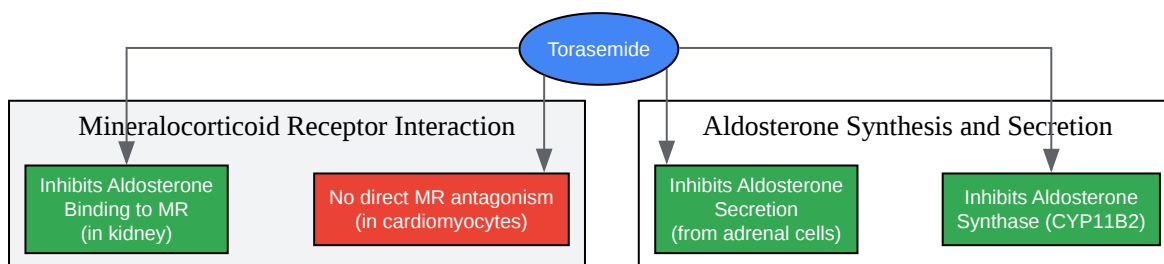 Torasemide
Mineralocorticoid Receptor Interaction
Aldosterone Synthesis and Secretion
Inhibits Aldosterone
Binding to MR
(in kidney)
No direct MR antagonism
(in cardiomyocytes)
Inhibits Aldosterone
Secretion
(from adrenal cells)
Inhibits Aldosterone
Synthase (CYP11B2)